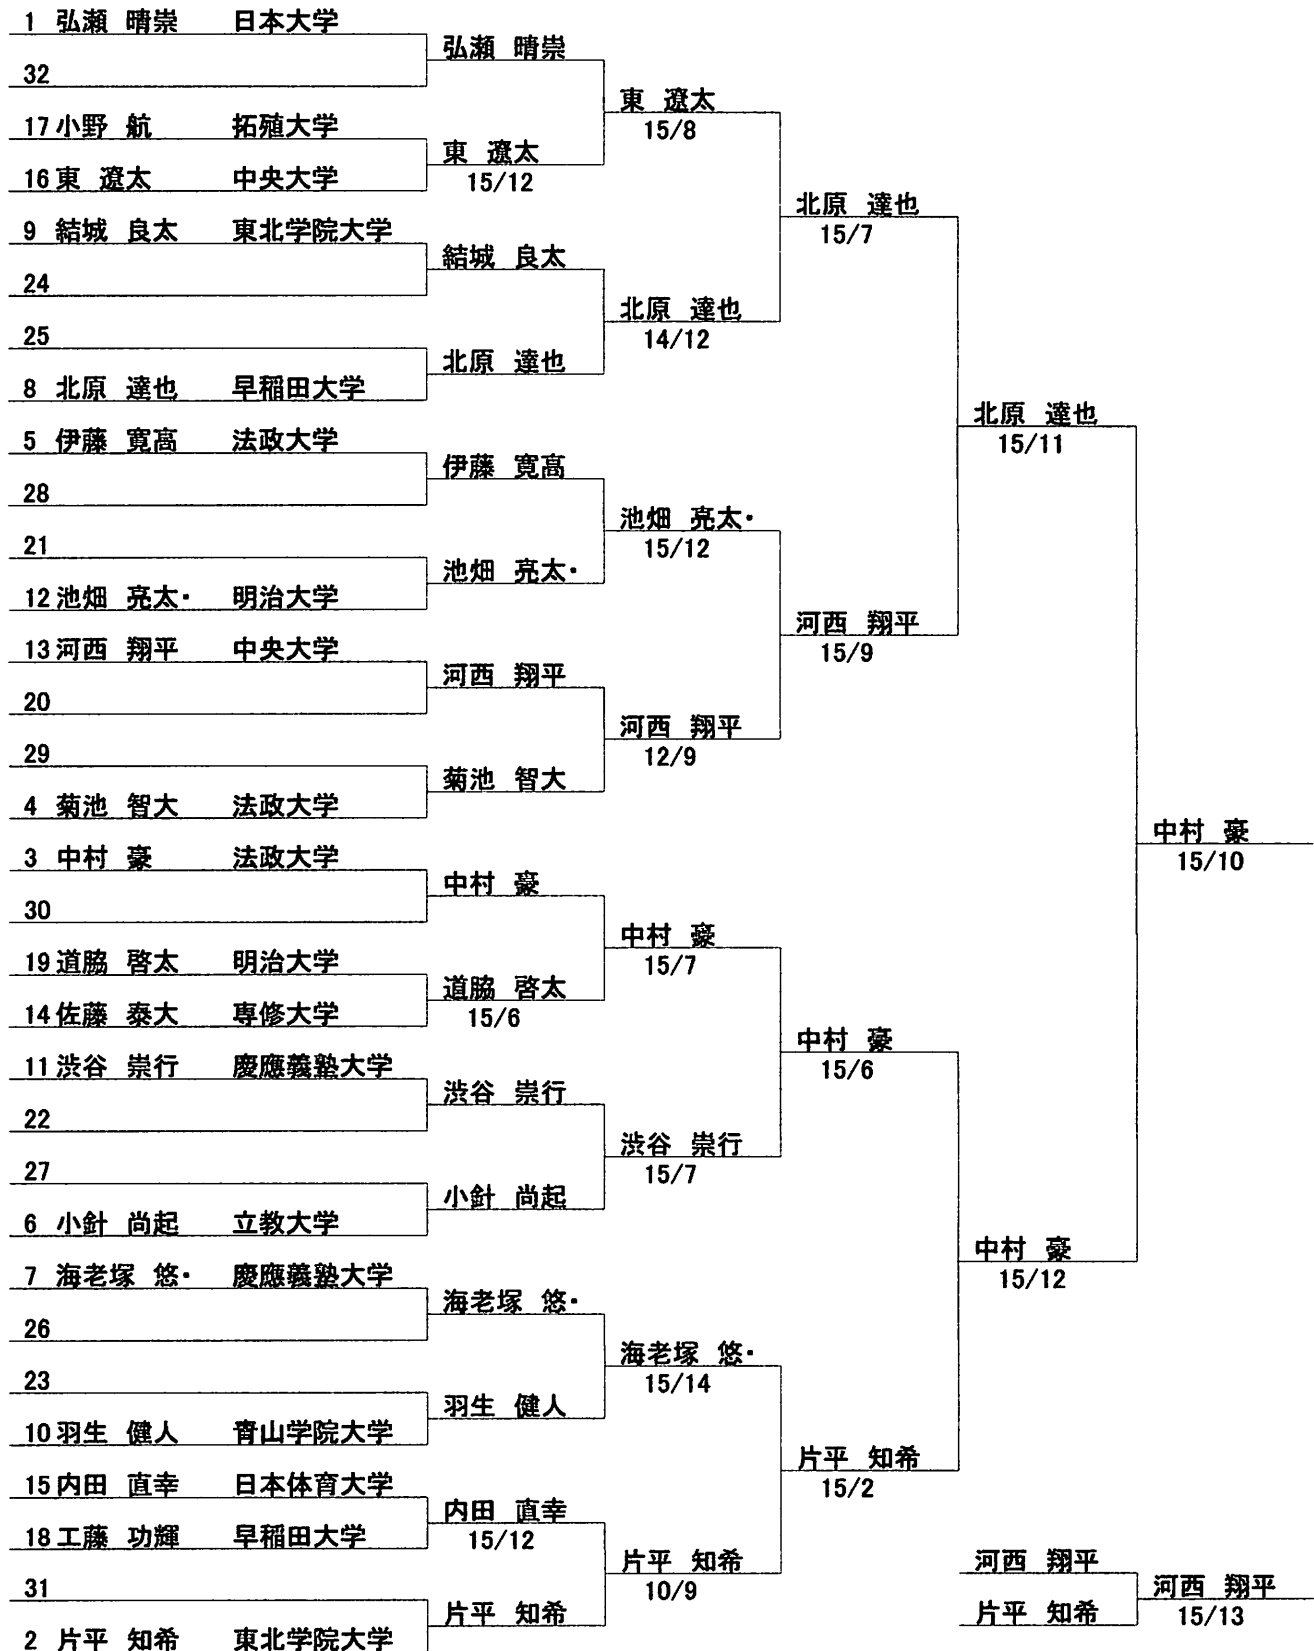 1 弘瀬 晴崇 日本大学
弘瀬 晴崇
32
東 遼太
15/8
17 小野 航 拓殖大学
東 遼太
15/12
16 東 遼太 中央大学
北原 達也
15/7
9 結城 良太 東北学院大学
結城 良太
24
北原 達也
14/12
25
北原 達也
8 北原 達也 早稲田大学
北原 達也
15/11
5 伊藤 寛高 法政大学
伊藤 寛高
28
池畑 亮太・
15/12
21
池畑 亮太・
12 池畑 亮太・ 明治大学
河西 翔平
15/9
13 河西 翔平 中央大学
河西 翔平
20
河西 翔平
12/9
29
菊池 智大
4 菊池 智大 法政大学
中村 豪
15/10
3 中村 豪 法政大学
中村 豪
30
中村 豪
15/7
19 道脇 啓太 明治大学
道脇 啓太
15/6
14 佐藤 泰大 専修大学
中村 豪
15/6
11 渋谷 崇行 慶應義塾大学
渋谷 崇行
22
渋谷 崇行
15/7
27
小針 尚起
6 小針 尚起 立教大学
中村 豪
15/12
7 海老塚 悠・ 慶應義塾大学
海老塚 悠・
26
海老塚 悠・
15/14
23
羽生 健人
10 羽生 健人 青山学院大学
片平 知希
15/2
15 内田 直幸 日本体育大学
内田 直幸
15/12
18 工藤 功輝 早稲田大学
片平 知希
10/9
31
片平 知希
2 片平 知希 東北学院大学
河西 翔平
河西 翔平
15/13
片平 知希